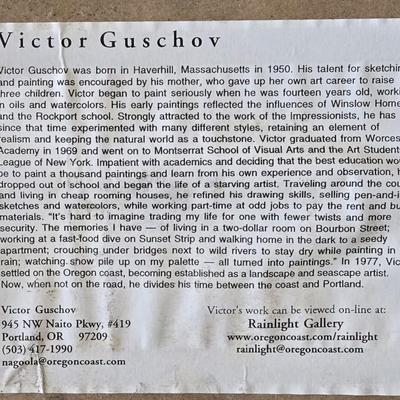 Victor Guschov
Victor Guschov was born in Haverhill, Massachusetts in 1950. His talent for sketchin
and painting was encouraged by his mother, who gave up her own art career to raise
three children. Victor began to paint seriously when he was fourteen years old, worki
in oils and watercolors. His early paintings reflected the influences of Winslow Home
and the Rockport school. Strongly attracted to the work of the Impressionists, he has
since that time experimented with many different styles, retaining an element of
realism and keeping the natural world as a touchstone. Victor graduated from Worces
Academy in 1969 and went on to Montserrat School of Visual Arts and the Art Studen
League of New York. Impatient with academics and deciding that the best education wou
be to paint a thousand paintings and learn from his own experience and observation, h
dropped out of school and began the life of a starving artist. Traveling around the cou
and living in cheap rooming houses, he refined his drawing skills, selling pen-and-i
sketches and watercolors, while working part-time at odd jobs to pay the rent and bu
materials. "It's hard to imagine trading my life for one with fewer twists and more
security. The memories I have — of living in a two-dollar room on Bourbon Street;
working at a fast-food dive on Sunset Strip and walking home in the dark to a seedy
apartment; crouching under bridges next to wild rivers to stay dry while painting in
rain; watching snow pile up on my palette — all turned into paintings." In 1977, Vic
settled on the Oregon coast, becoming established as a landscape and seascape artist.
Now, when not on the road, he divides his time between the coast and Portland.
Victor Guschov
945 NW Naito Pkwy, #419
Portland, OR 97209
(503) 417-1990
nagoola@oregoncoast.com
Victor's work can be viewed on-line at:
Rainlight Gallery
www.oregoncoast.com/rainlight
rainlight@oregoncoast.com